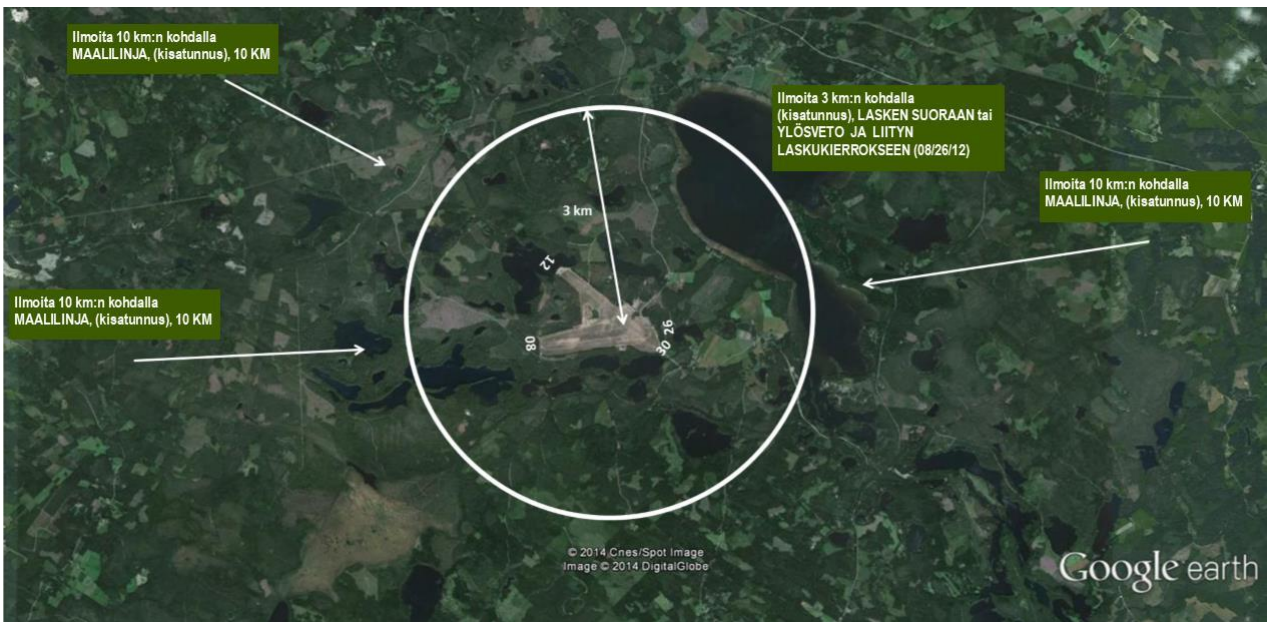 Ilmoita 10 km:n kohdalla
MAALILINJA, (kisatunnus), 10 KM
Ilmoita 3 km:n kohdalla
(kisatunnus), LASKEN SUORAAN tai
YLÖSVETO JA LIITYN
LASKUKIERROKSEEN (08/26/12)
Ilmoita 10 km:n kohdalla
MAALILINJA, (kisatunnus), 10 KM
3 km
12
Ilmoita 10 km:n kohdalla
MAALILINJA, (kisatunnus), 10 KM
08
26
30
© 2014 Cnes/Spot Image
Image © 2014 DigitalGlobe
Google earth